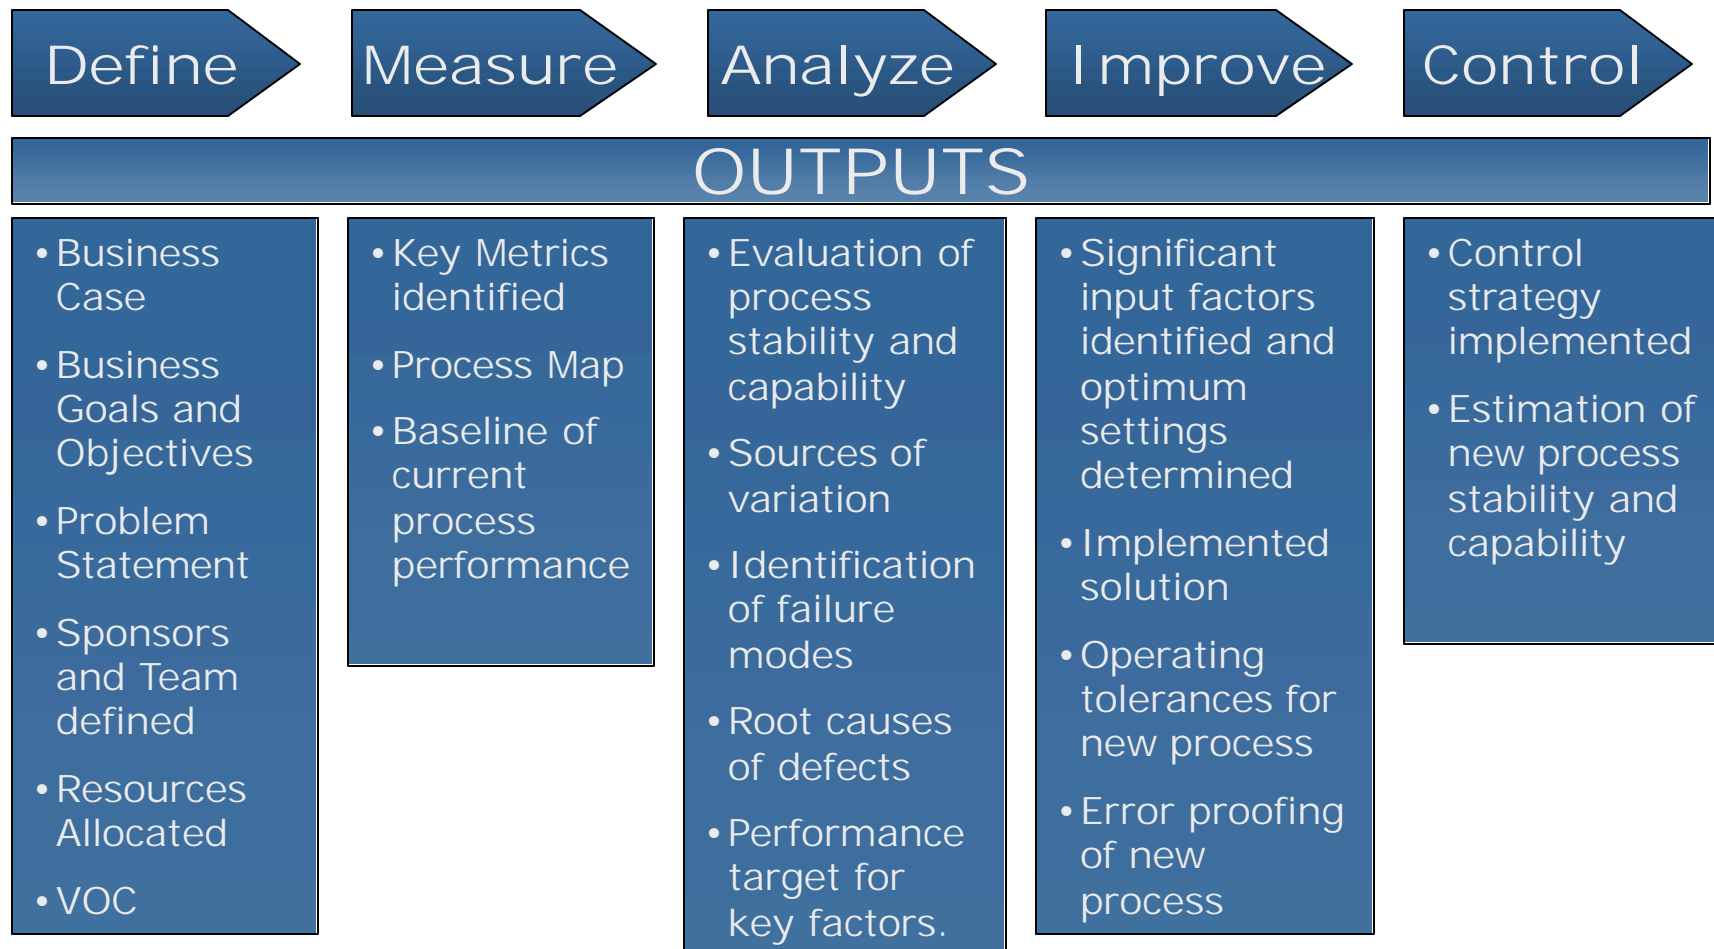 Define
Measure
Analyze
Improve
Control
OUTPUTS
• Business
Case
• Business
Goals and
Objectives
• Problem
Statement
• Sponsors
and Team
defined
• Resources
Allocated
• VOC
• Key Metrics
identified
• Process Map
• Baseline of
current
process
performance
• Evaluation of
process
stability and
capability
• Sources of
variation
• Identification
of failure
modes
• Root causes
of defects
• Performance
target for
key factors.
• Significant
input factors
identified and
optimum
settings
determined
• Implemented
solution
• Operating
tolerances for
new process
• Error proofing
of new
process
• Control
strategy
implemented
• Estimation of
new process
stability and
capability